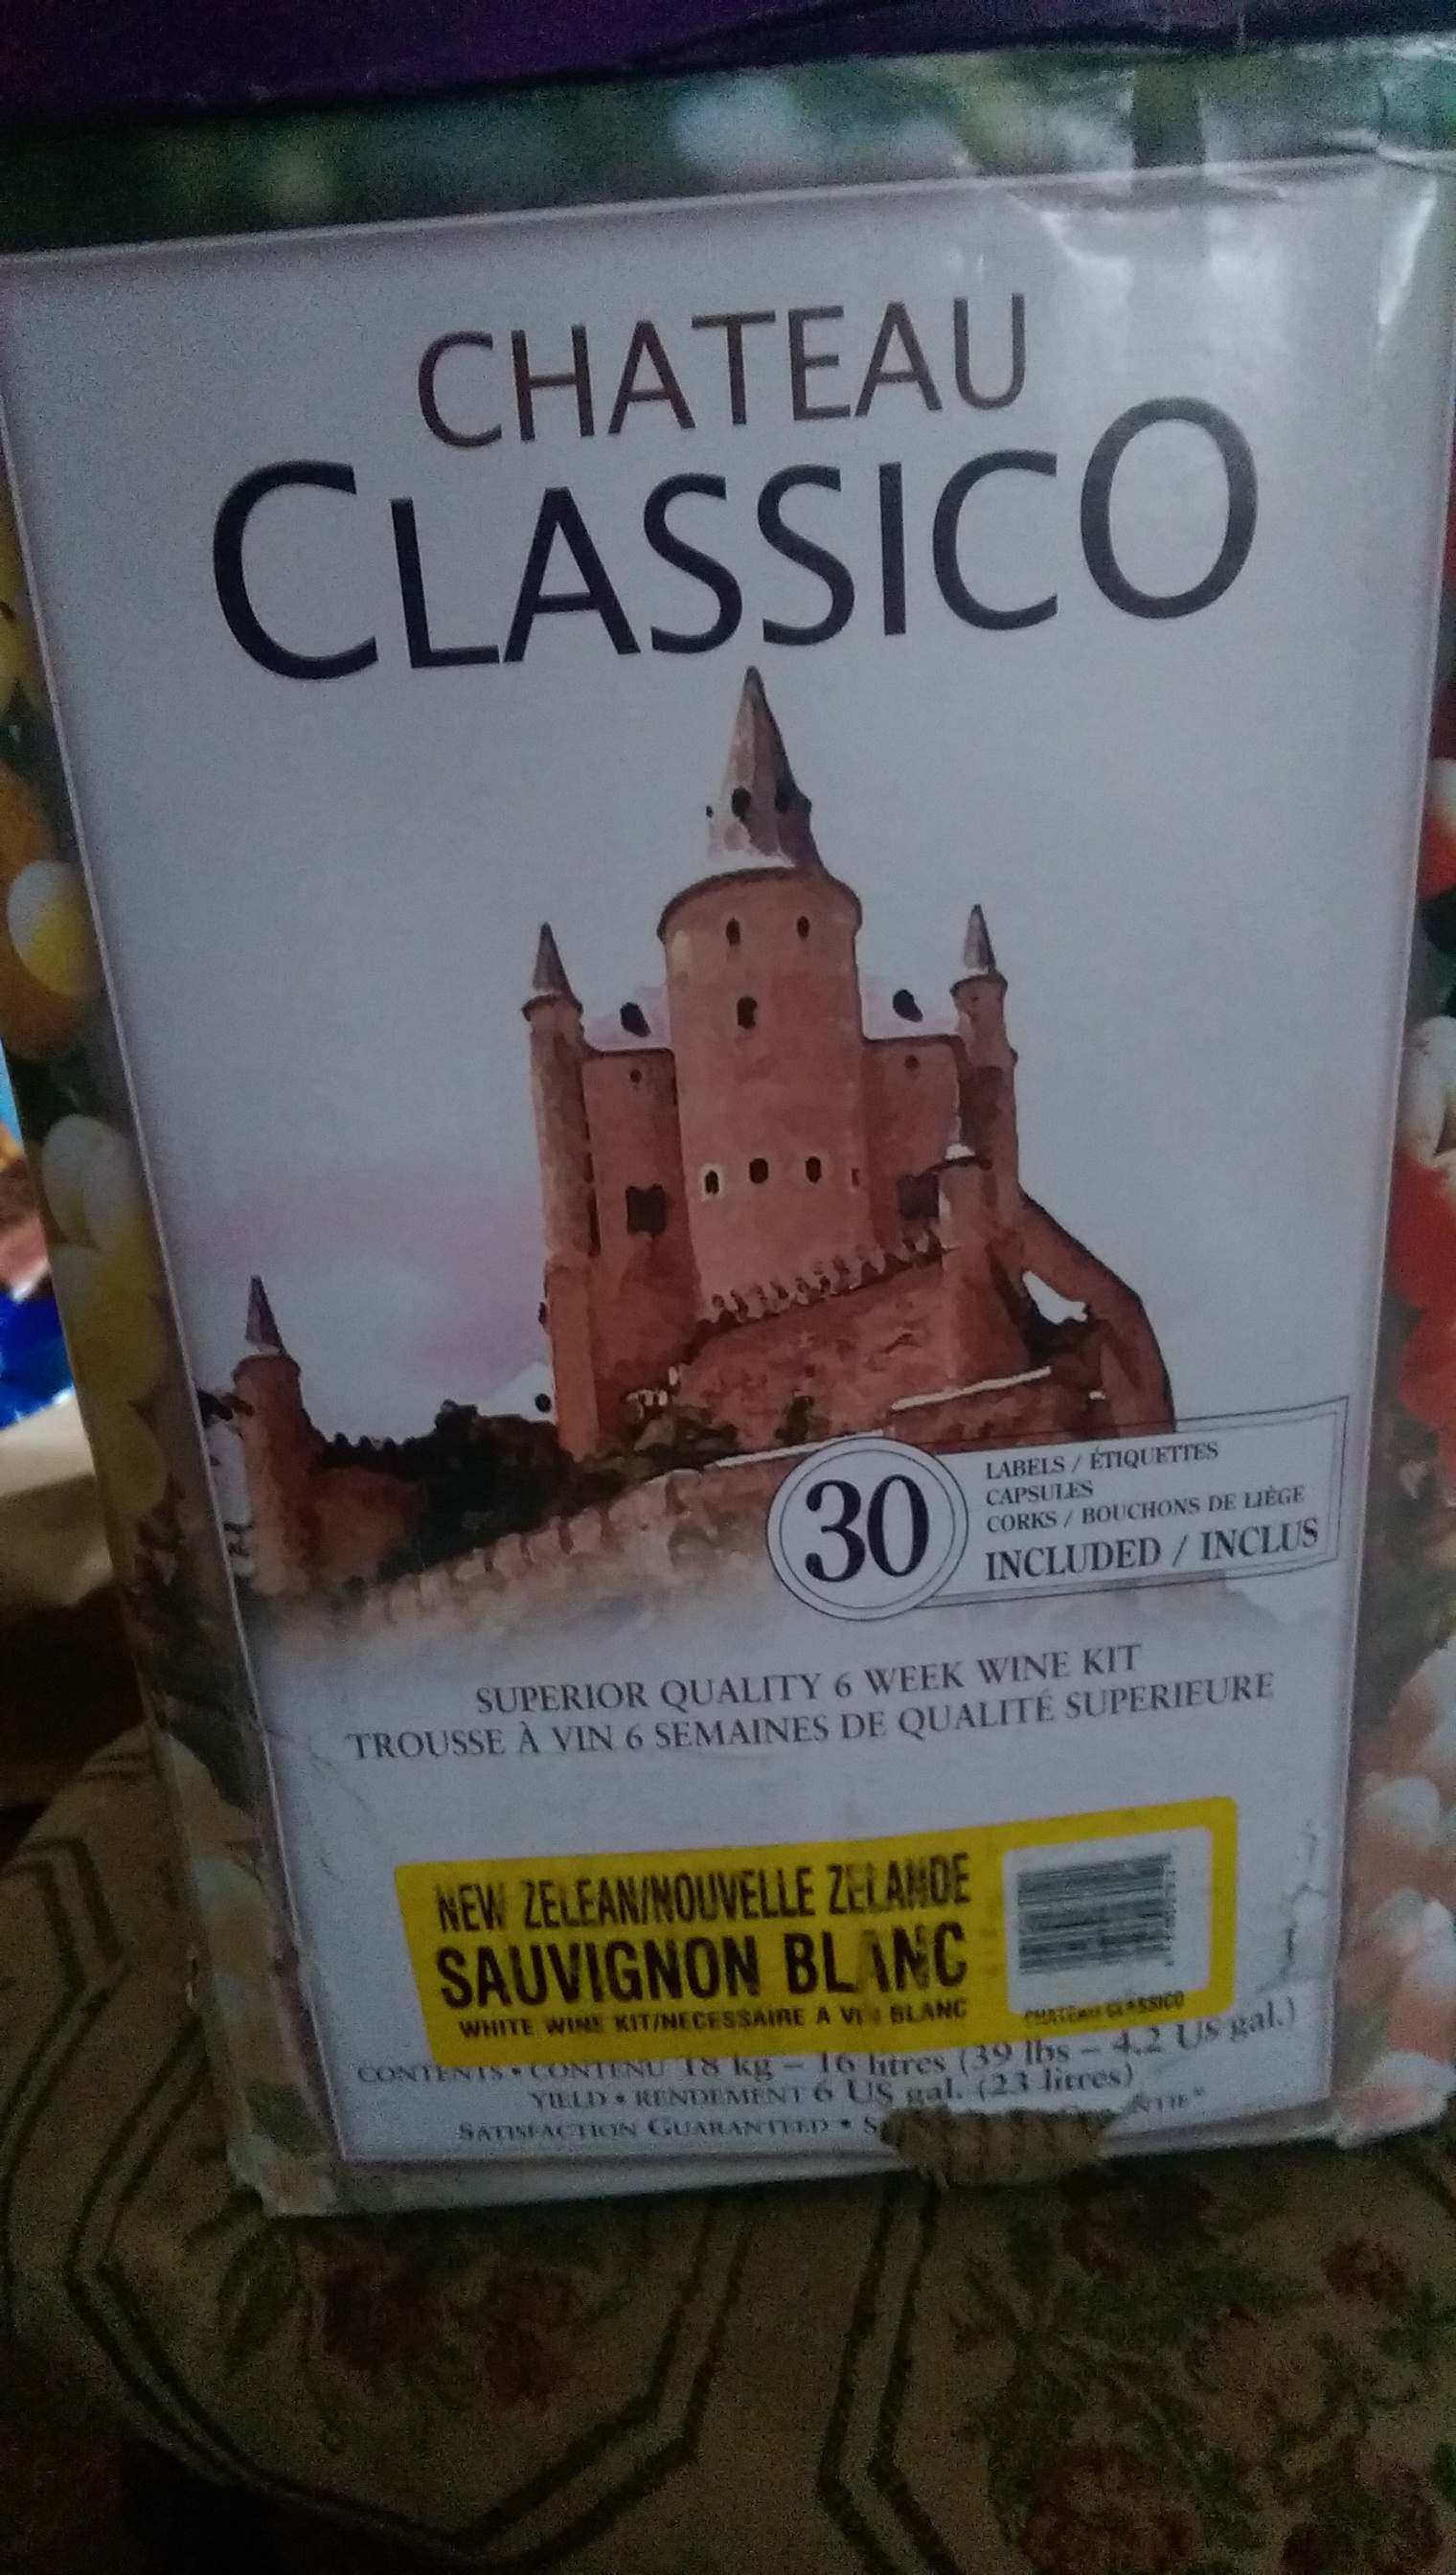 CHATEAU
CLASSICO
30
LABELS / ÉTIQUETTES
CAPSULES
CORKS / BOUCHONS DE LIÈGE
INCLUDED / INCLUS
SUPERIOR QUALITY 6 WEEK WINE KIT
TROUSSE À VIN 6 SEMAINES DE QUALITÉ SUPERIEURE
NEW ZELEAN/NOUVELLE ZELANDE
SAUVIGNON BLANC
WHITE WINE KIT/NECESSAIRE A VIN BLANC
CHATEAU CLASSICO
CONTENTS • CONTENU 18 kg – 16 litres (39 lbs – 4.2 US gal.)
YIELD • RENDEMENT 6 US gal. (23 litres)
SATISFACTION GUARANTEED •